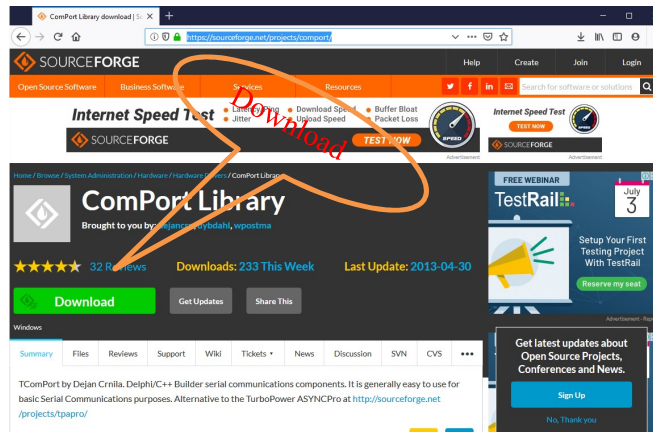 ComPort Library download | So
https://sourceforge.net/projects/comport/
SOURCEFORGE
Help Create Join Login
Open Source Software Business Software Services Resources
Search for software or solutions
Internet Speed Test
Latency/Ping Download Speed Buffer Bloat
Jitter Upload Speed Packet Loss
SOURCEFORGE
TEST NOW
SPEED
Advertisement
Internet Speed Test
TEST NOW
SPEED
SOURCEFORGE
Advertisement
Download
Home / Browse / System Administration / Hardware / Hardware Drivers / ComPort Library
ComPort Library
Brought to you by: dejancrn, dybdahl, wpostma
32 Reviews Downloads: 233 This Week Last Update: 2013-04-30
Download Get Updates Share This
Windows
Summary Files Reviews Support Wiki Tickets News Discussion SVN CVS
TComPort by Dejan Crnila. Delphi/C++ Builder serial communications components. It is generally easy to use for
basic Serial Communications purposes. Alternative to the TurboPower ASYNCPro at http://sourceforge.net
/projects/tpapro/
FREE WEBINAR
TestRail
July
3
Setup Your First
Testing Project
With TestRail
Reserve my seat
Advertisement - Rep
Get latest updates about
Open Source Projects,
Conferences and News.
Sign Up
No, Thank you